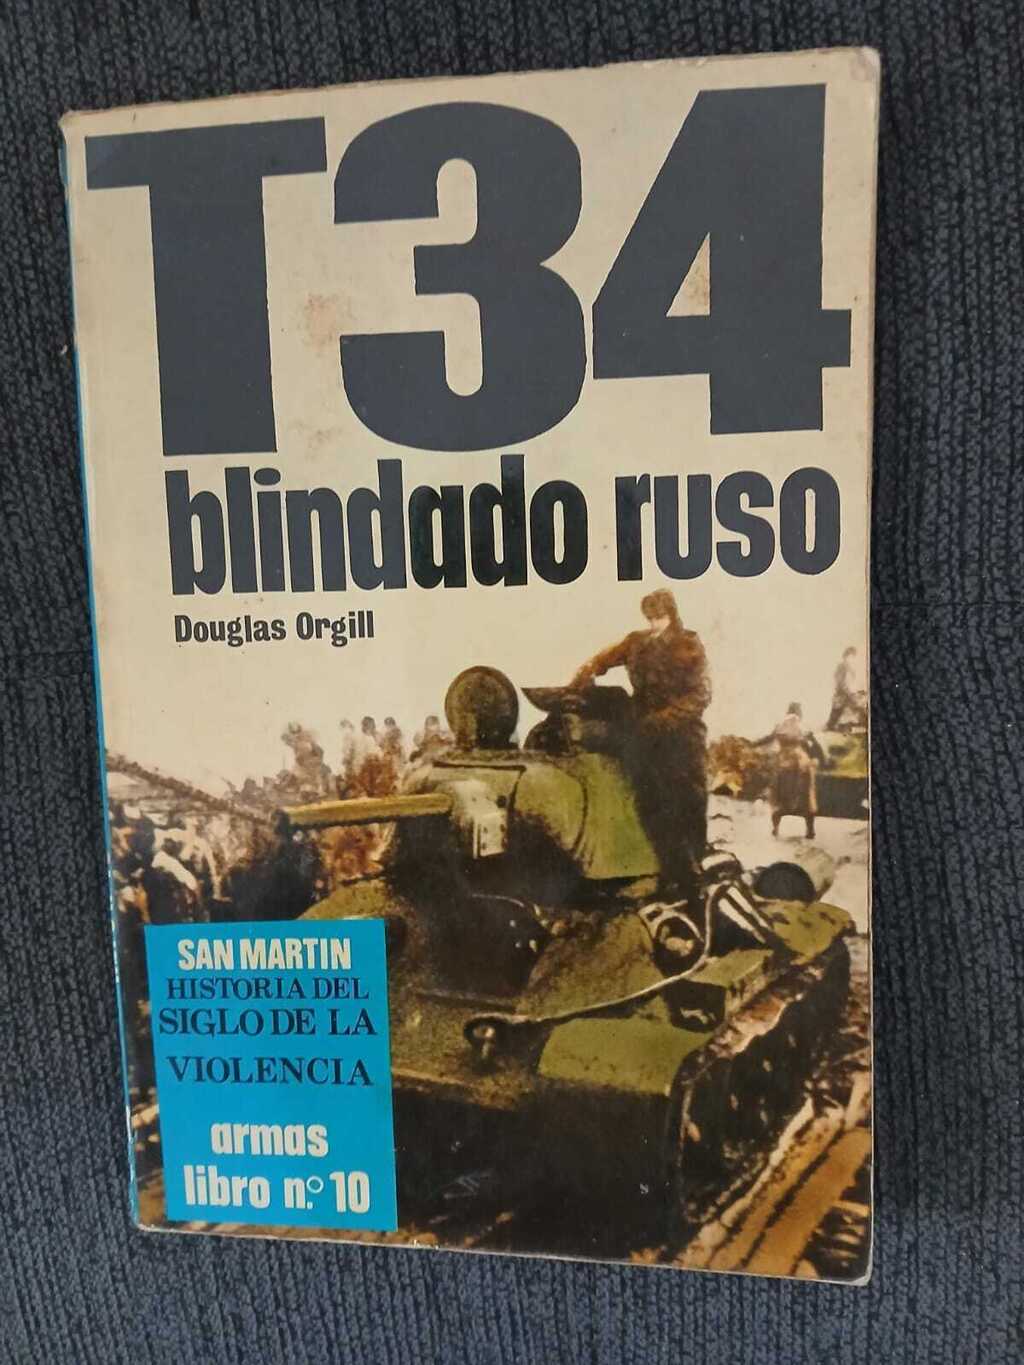 T34
blindado ruso
Douglas Orgill
SAN MARTIN
HISTORIA DEL
SIGLO DE LA
VIOLENCIA
armas
libro n.º 10